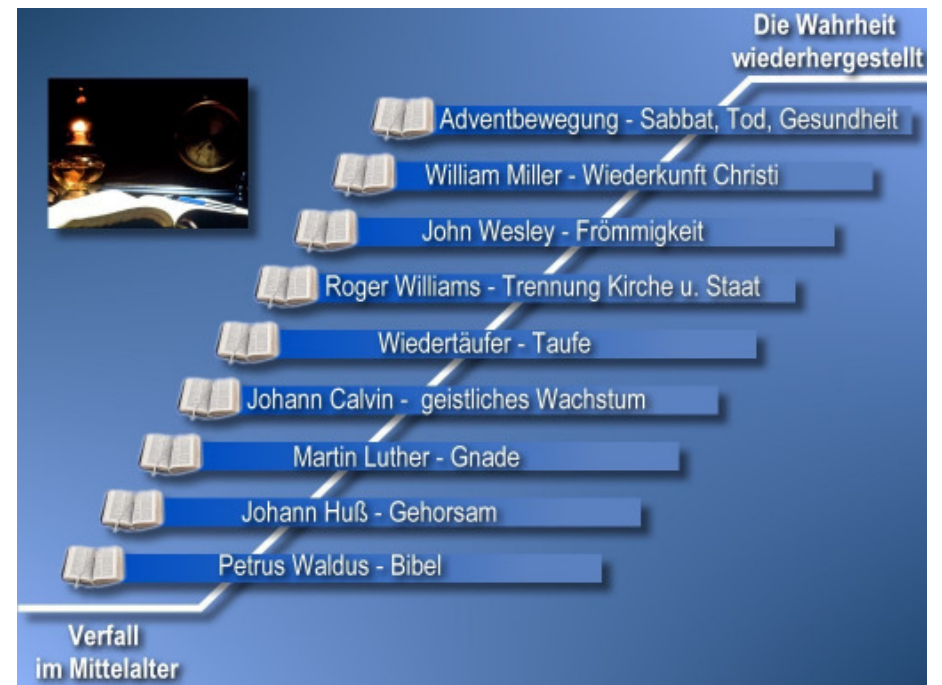 Die Wahrheit
wiederhergestellt
Adventbewegung - Sabbat, Tod, Gesundheit
William Miller - Wiederkunft Christi
John Wesley - Frömmigkeit
Roger Williams - Trennung Kirche u. Staat
Wiedertäufer - Taufe
Johann Calvin - geistliches Wachstum
Martin Luther - Gnade
Johann Huß - Gehorsam
Petrus Waldus - Bibel
Verfall
im Mittelalter